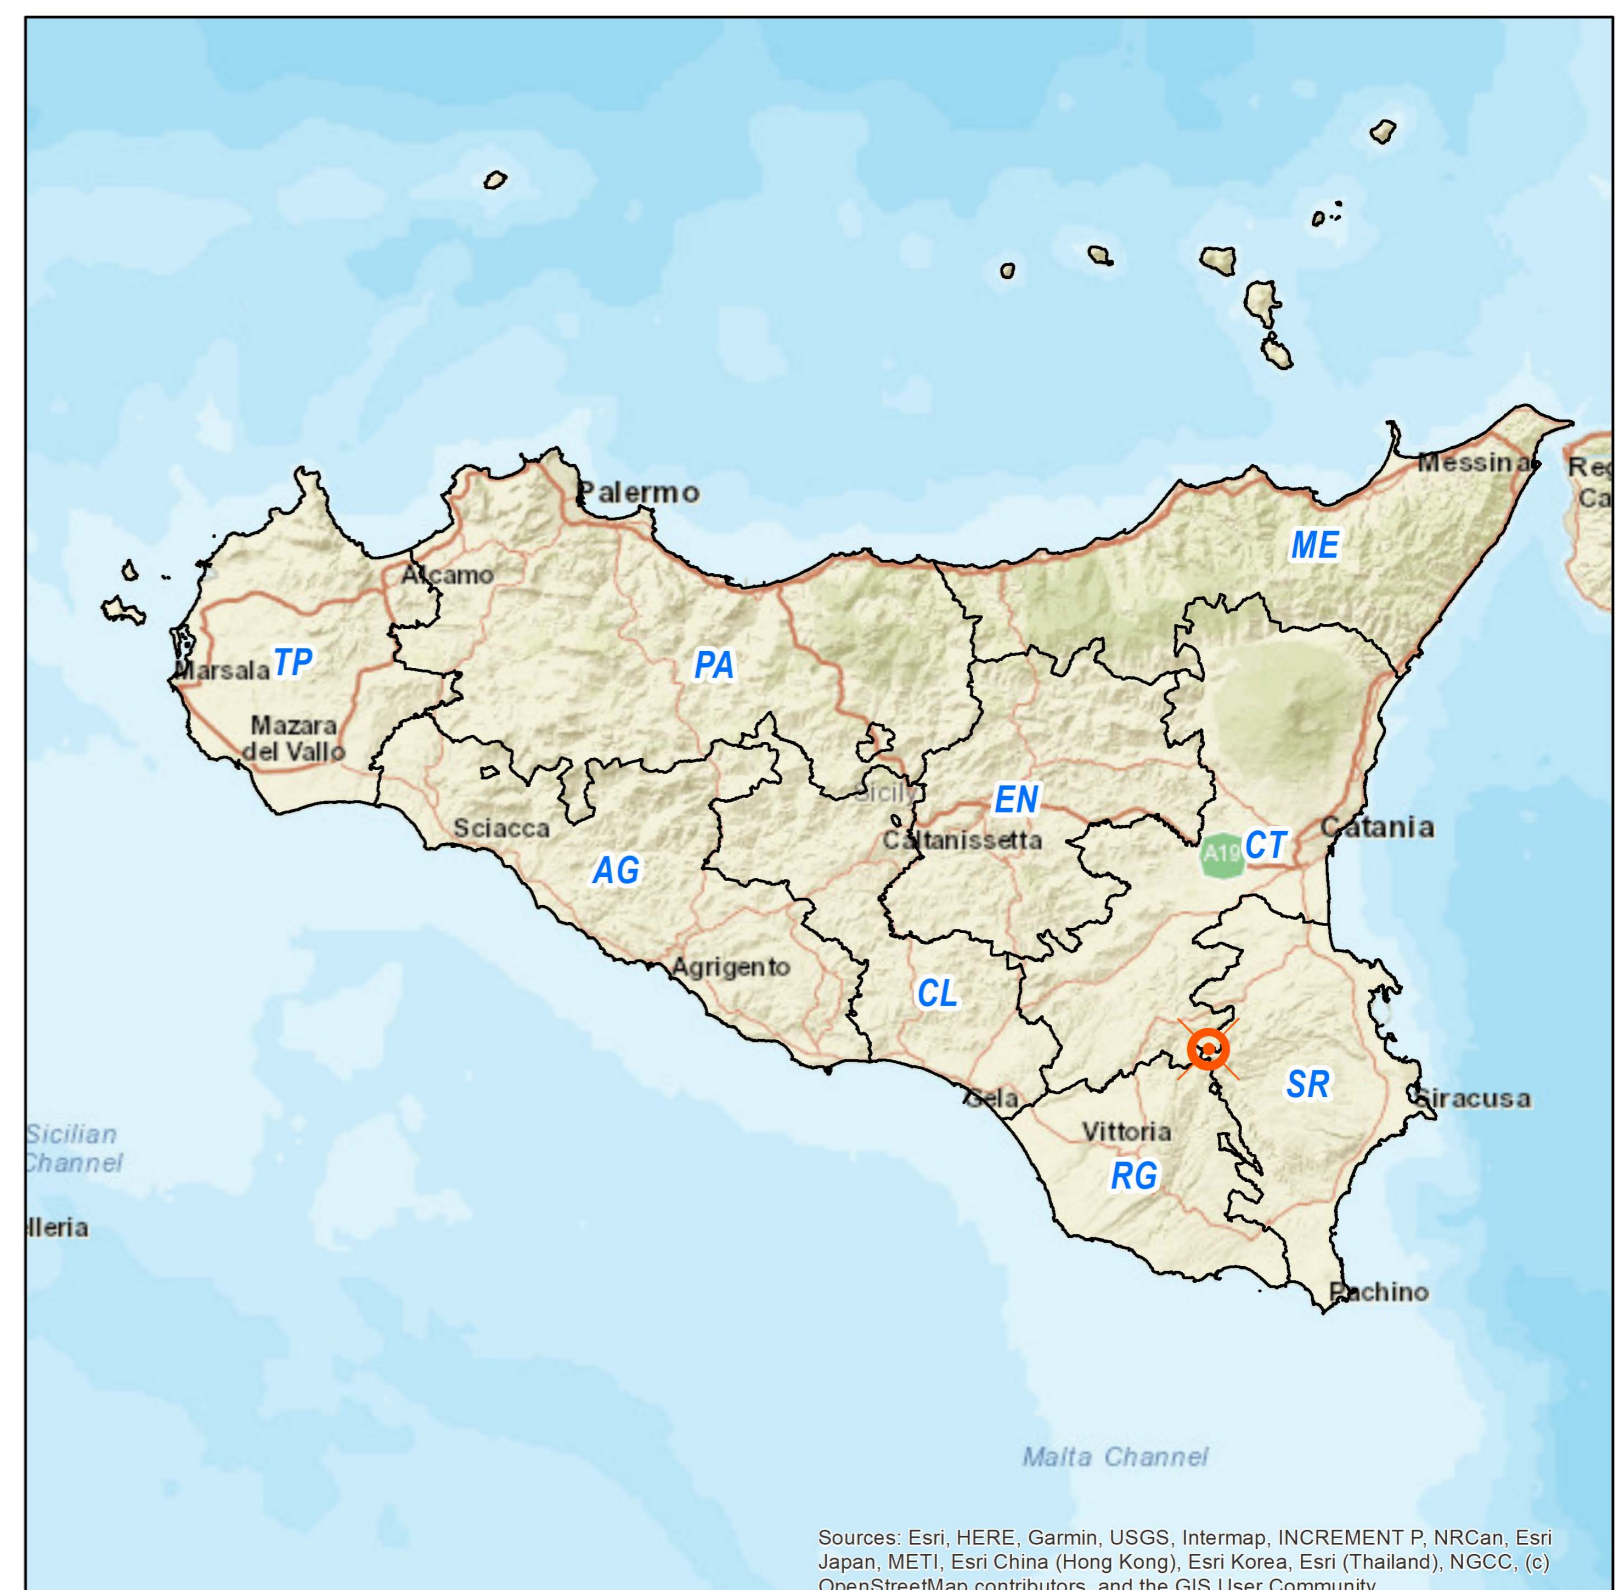 Palermo
Messina
Reg
Ca
ME
Alcamo
Marsala
TP
PA
Mazara
del Vallo
Sicily
EN
Sciacca
Caltanissetta
A19
CT
Catania
AG
Agrigento
CL
SR
Gela
Siracusa
Vittoria
Sicilian
Channel
RG
lleria
Pachino
Malta Channel
Sources: Esri, HERE, Garmin, USGS, Intermap, INCREMENT P, NRCan, Esri
Japan, METI, Esri China (Hong Kong), Esri Korea, Esri (Thailand), NGCC, (c)
OpenStreetMap contributors, and the GIS User Community